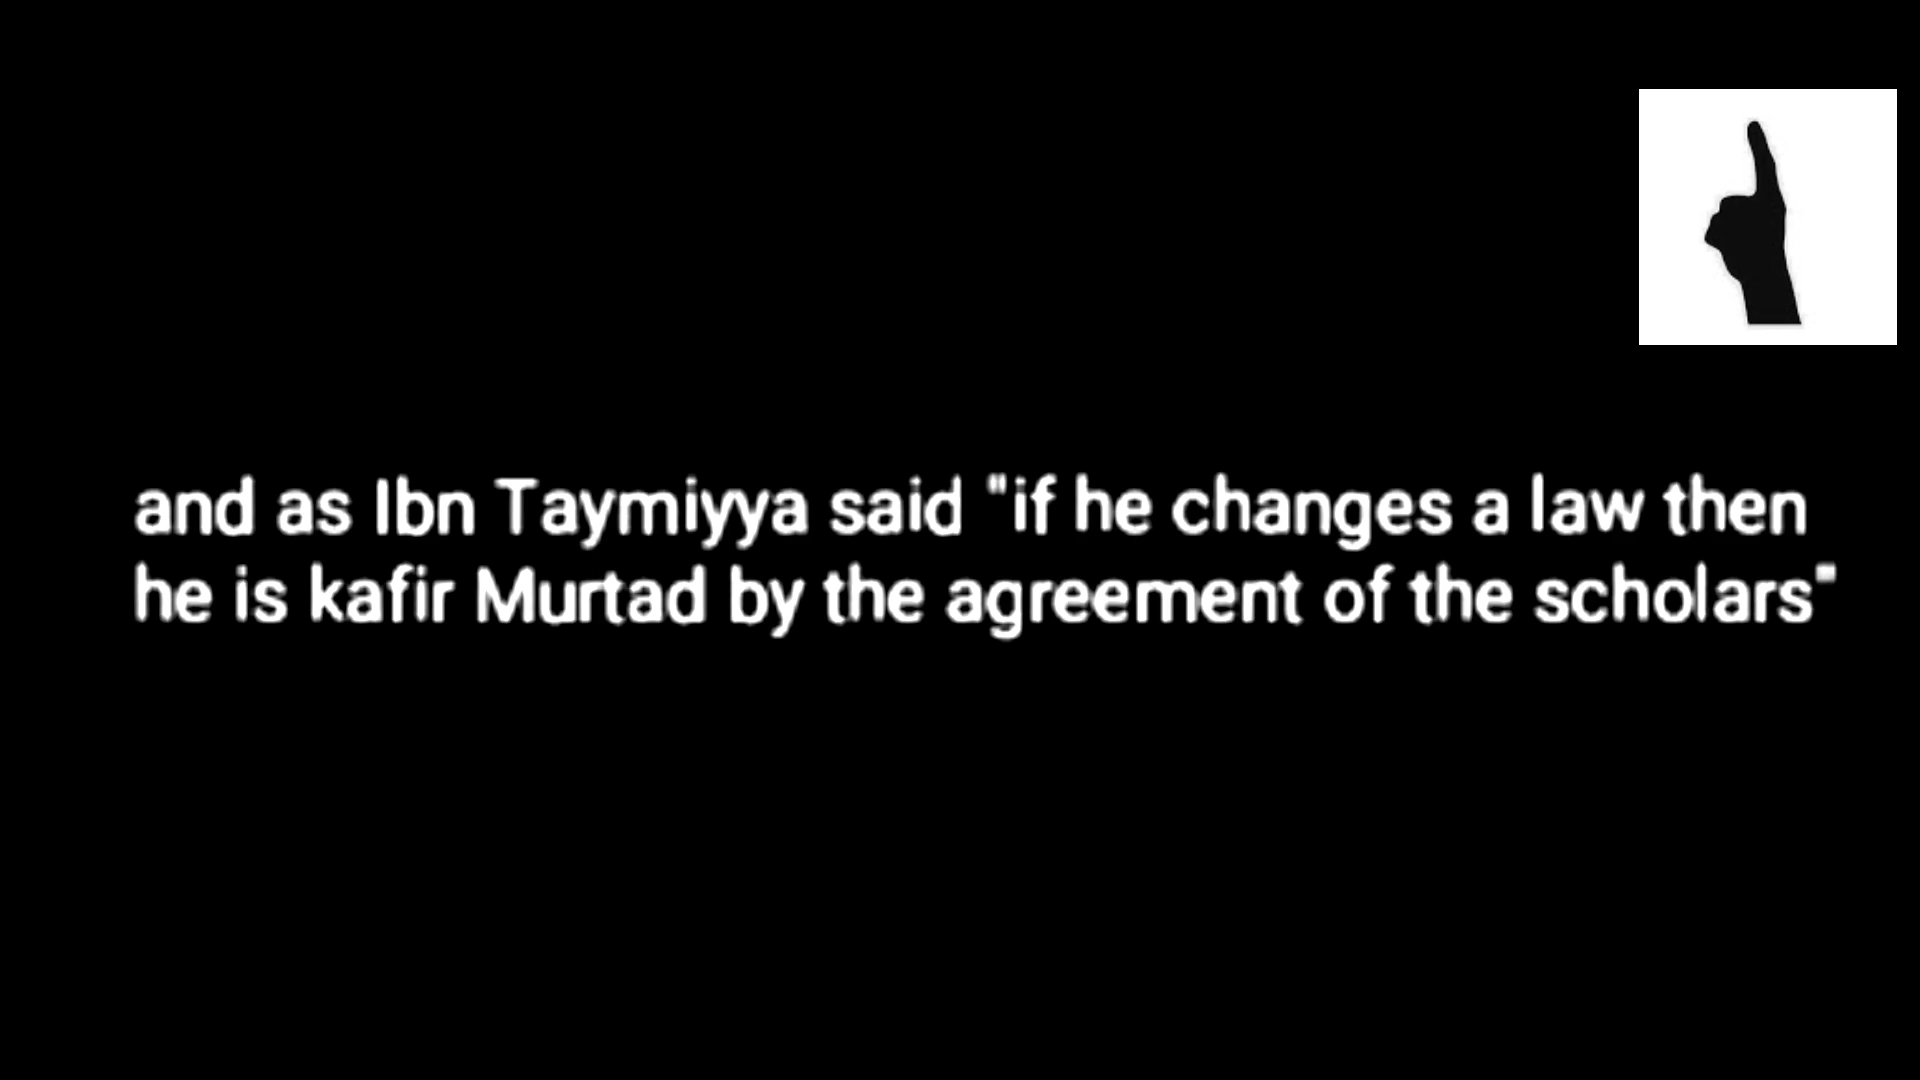 and as Ibn Taymiyya said "if he changes a law then
he is kafir Murtad by the agreement of the scholars"